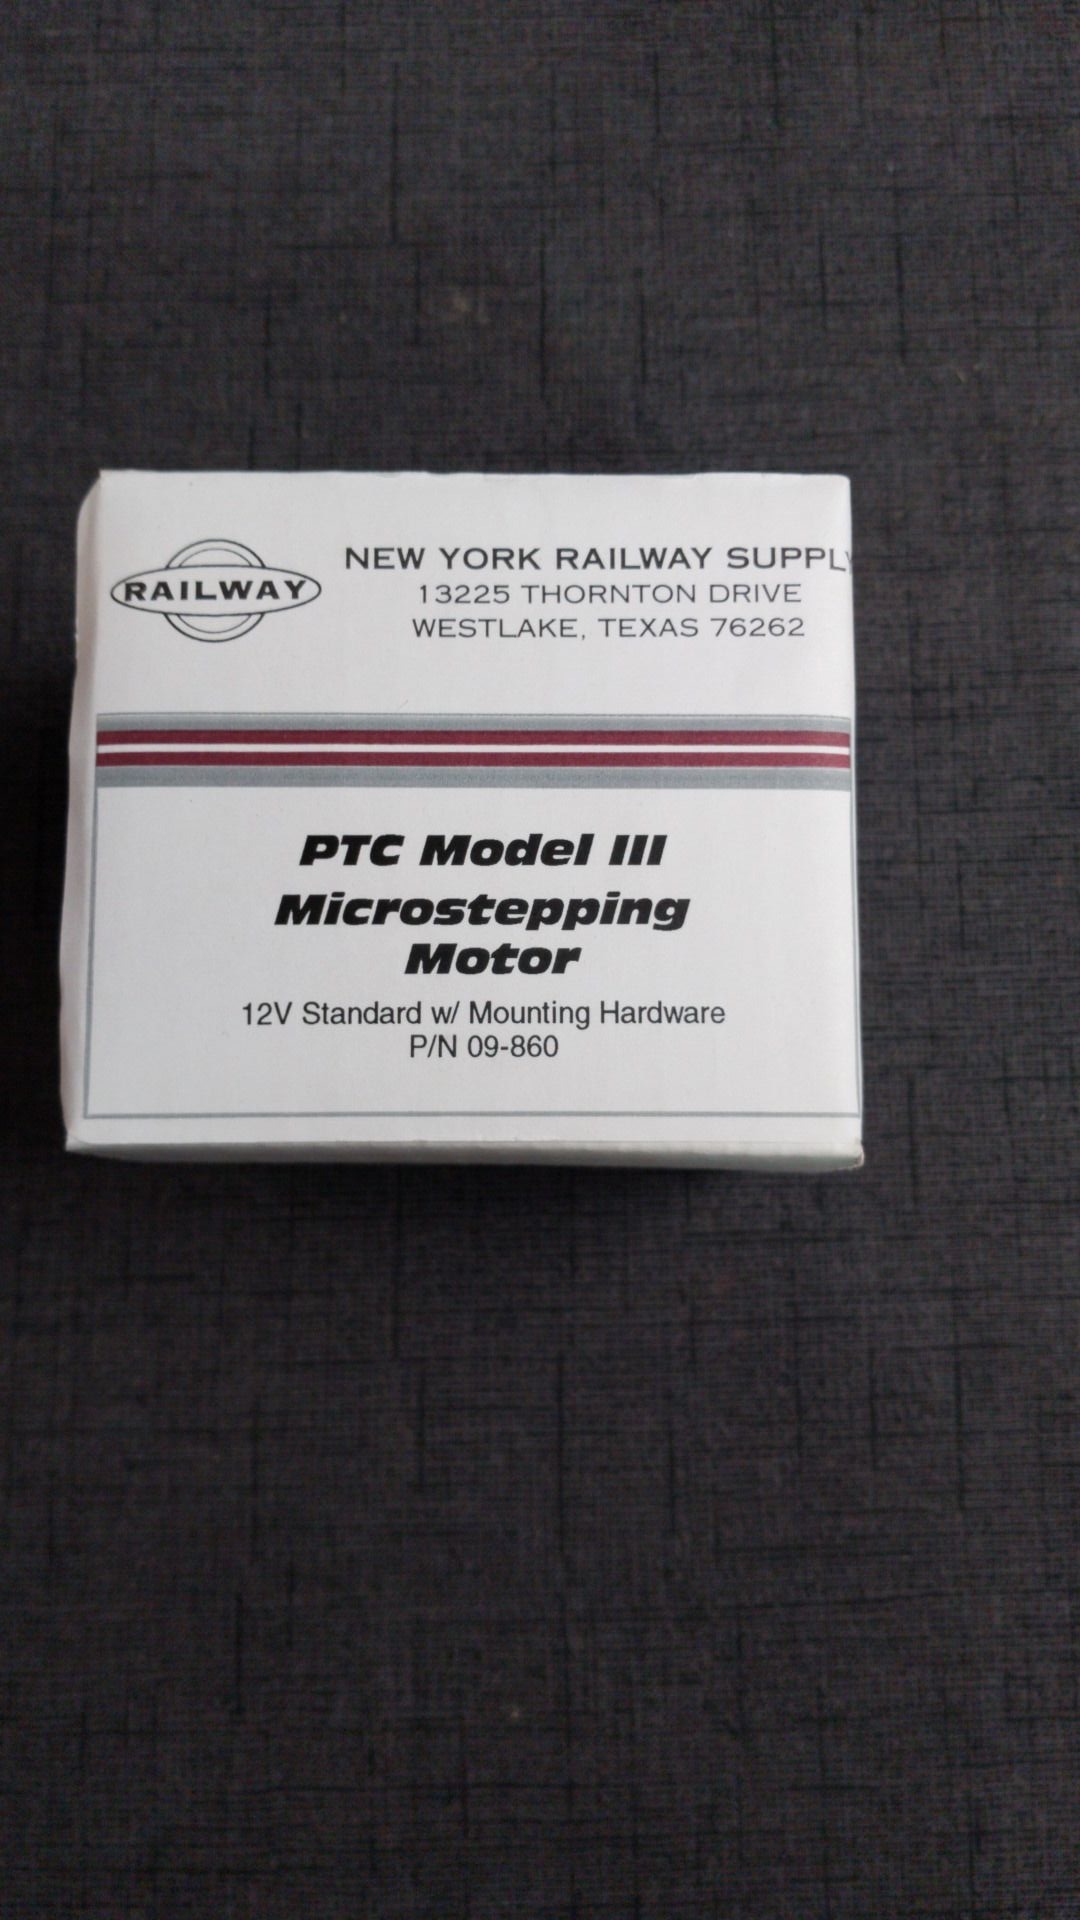 RAILWAY
NEW YORK RAILWAY SUPPLY
13225 THORNTON DRIVE
WESTLAKE, TEXAS 76262
PTC Model III
Microstepping
Motor
12V Standard w/ Mounting Hardware
P/N 09-860